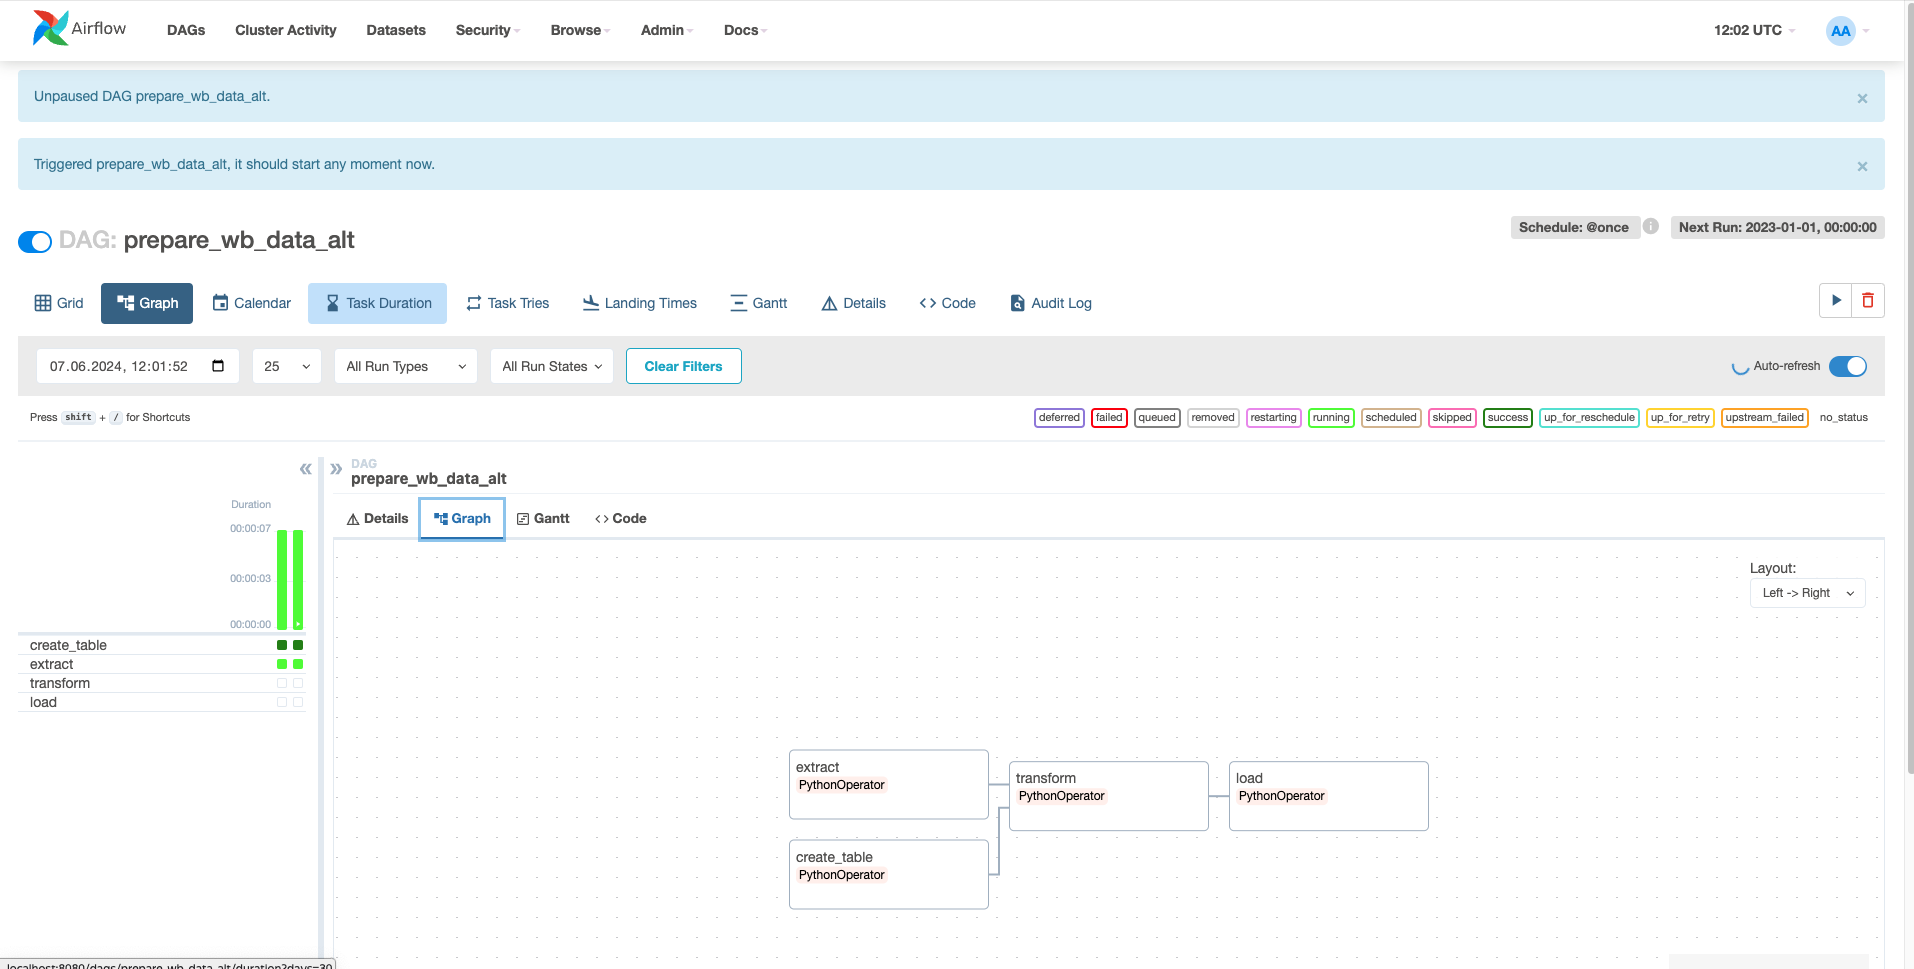 Airflow DAGs Cluster Activity Datasets Security Browse Admin Docs 12:02 UTC AA
Unpaused DAG prepare_wb_data_alt. ×
Triggered prepare_wb_data_alt, it should start any moment now. ×
Schedule: @once i Next Run: 2023-01-01, 00:00:00
DAG: prepare_wb_data_alt
Grid Graph Calendar Task Duration Task Tries Landing Times Gantt Details Code Audit Log
07.06.2024, 12:01:52 25 All Run Types All Run States Clear Filters Auto-refresh
Press shift + / for Shortcuts deferred failed queued removed restarting running scheduled skipped success up_for_reschedule up_for_retry upstream_failed no_status
« » DAG
prepare_wb_data_alt
Duration
00:00:07
00:00:03
00:00:00
create_table
extract
transform
load
Details Graph Gantt Code
Layout:
Left -> Right
extract
PythonOperator
transform
PythonOperator
load
PythonOperator
create_table
PythonOperator
localhost:8080/dags/prepare_wb_data_alt/duration?days=30